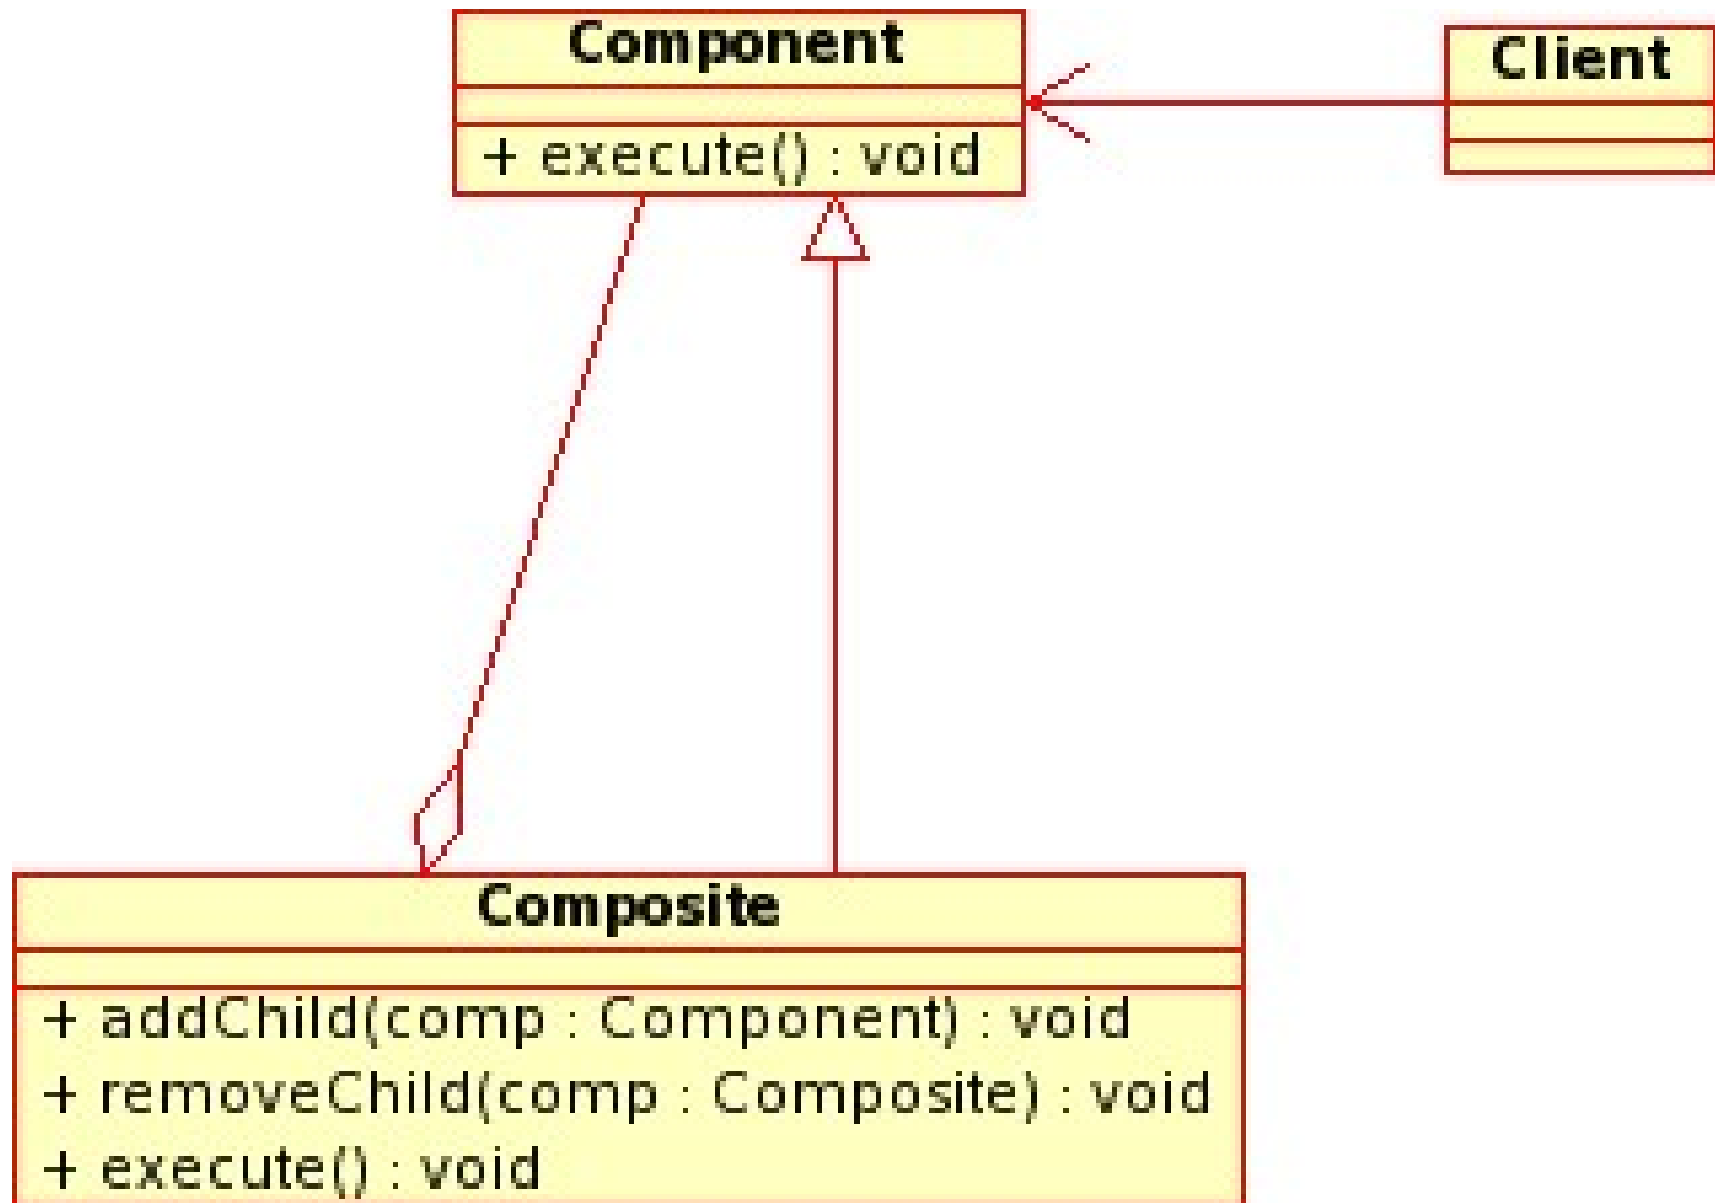 Component
+ execute() : void
Client
Composite
+ addChild(comp : Component) : void
+ removeChild(comp : Composite) : void
+ execute() : void